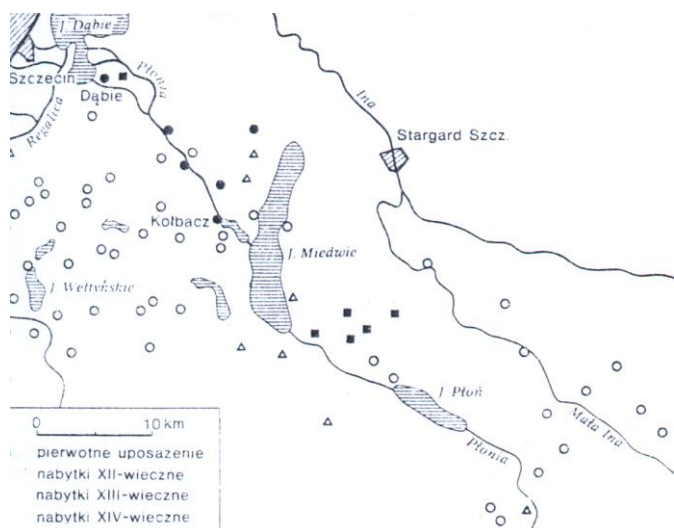 J. Dąbie
Szczecin
Dąbie
Płonia
Regalica
Ina
Stargard Szcz.
Kołbacz
J. Miedwie
J. Wełtyńskie
J. Płoń
Mała Ina
Płonia
0 10 km
pierwotne uposażenie
nabytki XII-wieczne
nabytki XIII-wieczne
nabytki XIV-wieczne